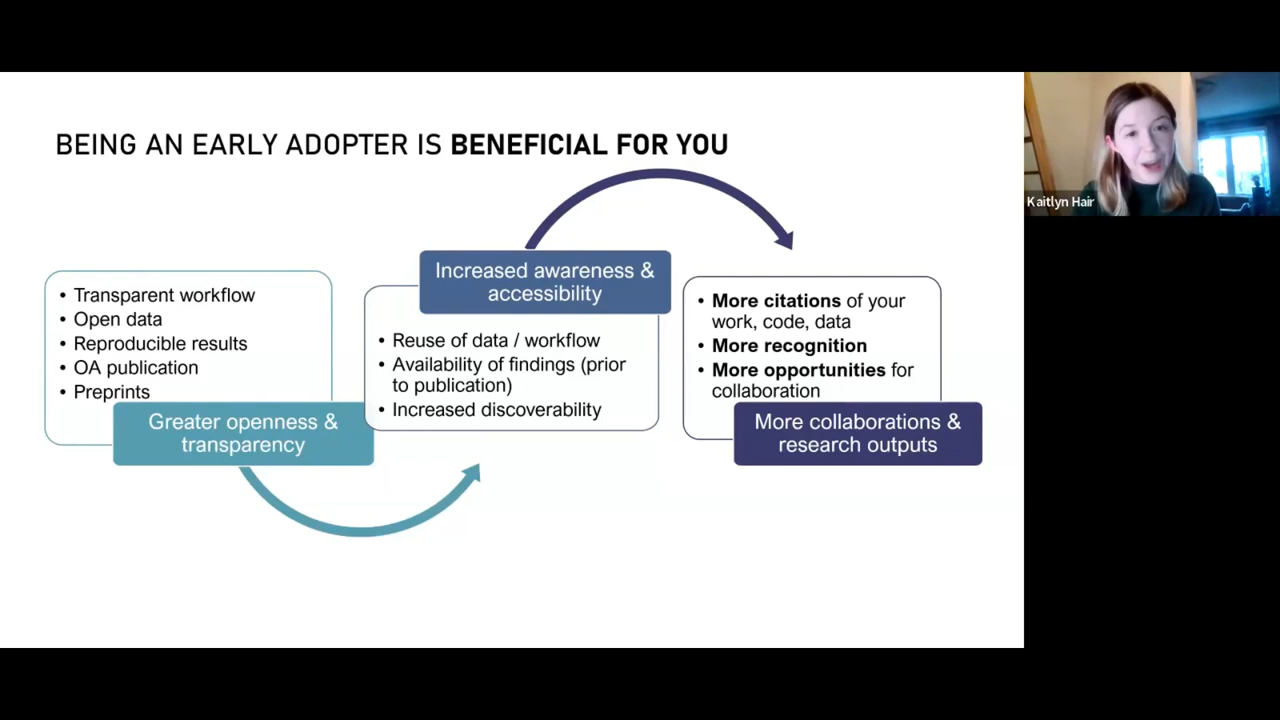 BEING AN EARLY ADOPTER IS BENEFICIAL FOR YOU
Kaitlyn Hair
• Transparent workflow
• Open data
• Reproducible results
• OA publication
• Preprints
Greater openness &
transparency
Increased awareness &
accessibility
• Reuse of data / workflow
• Availability of findings (prior
to publication)
• Increased discoverability
• More citations of your
work, code, data
• More recognition
• More opportunities for
collaboration
More collaborations &
research outputs